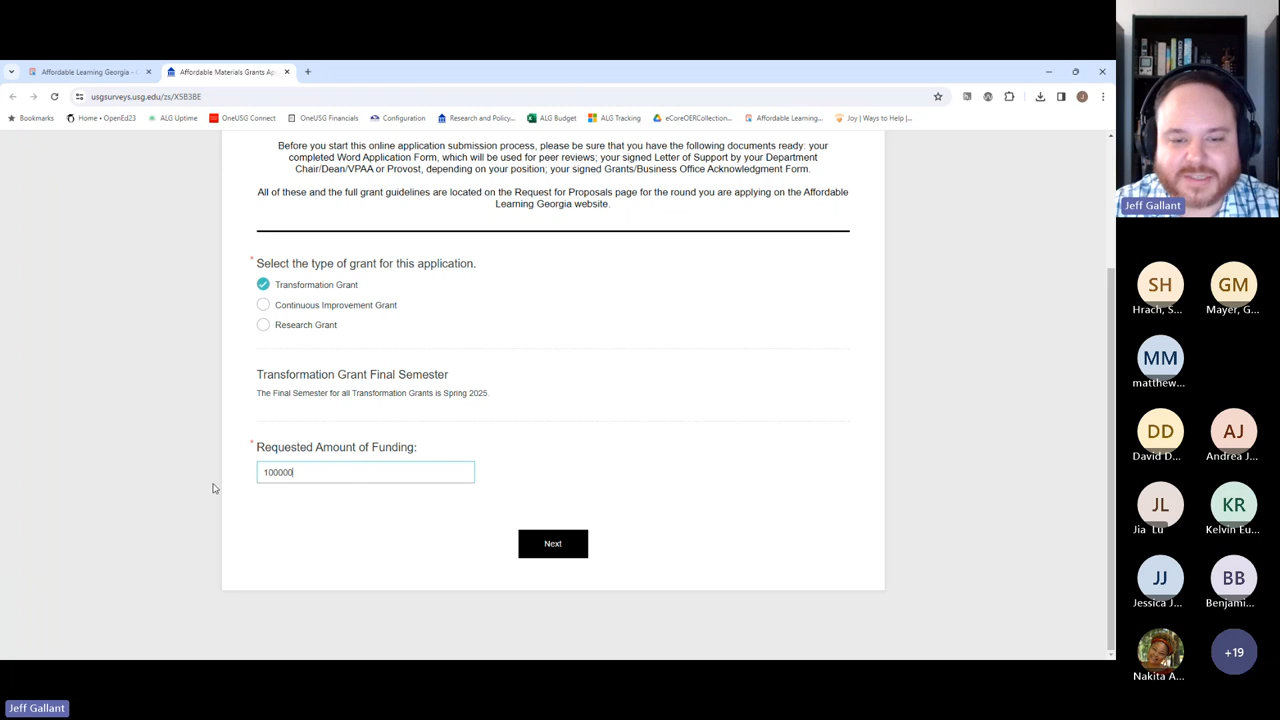 Affordable Learning Georgia -
Affordable Materials Grants Ap
usgsurveys.usg.edu/zs/X5B3BE
Bookmarks
Home • OpenEd23
ALG Uptime
OneUSG Connect
OneUSG Financials
Configuration
Research and Policy...
ALG Budget
ALG Tracking
eCoreOERCollection...
Affordable Learning...
Joy | Ways to Help |...
Before you start this online application submission process, please be sure that you have the following documents ready: your
completed Word Application Form, which will be used for peer reviews; your signed Letter of Support by your Department
Chair/Dean/VPAA or Provost, depending on your position; your signed Grants/Business Office Acknowledgment Form.
All of these and the full grant guidelines are located on the Request for Proposals page for the round you are applying on the Affordable
Learning Georgia website.
* Select the type of grant for this application.
Transformation Grant
Continuous Improvement Grant
Research Grant
Transformation Grant Final Semester
The Final Semester for all Transformation Grants is Spring 2025.
* Requested Amount of Funding:
100000
Next
Jeff Gallant
SH
Hrach, S...
GM
Mayer, G...
MM
matthew...
DD
David D...
AJ
Andrea J...
JL
Jia Lu
KR
Kelvin Eu...
JJ
Jessica J...
BB
Benjami...
Nakita A...
+19
Jeff Gallant